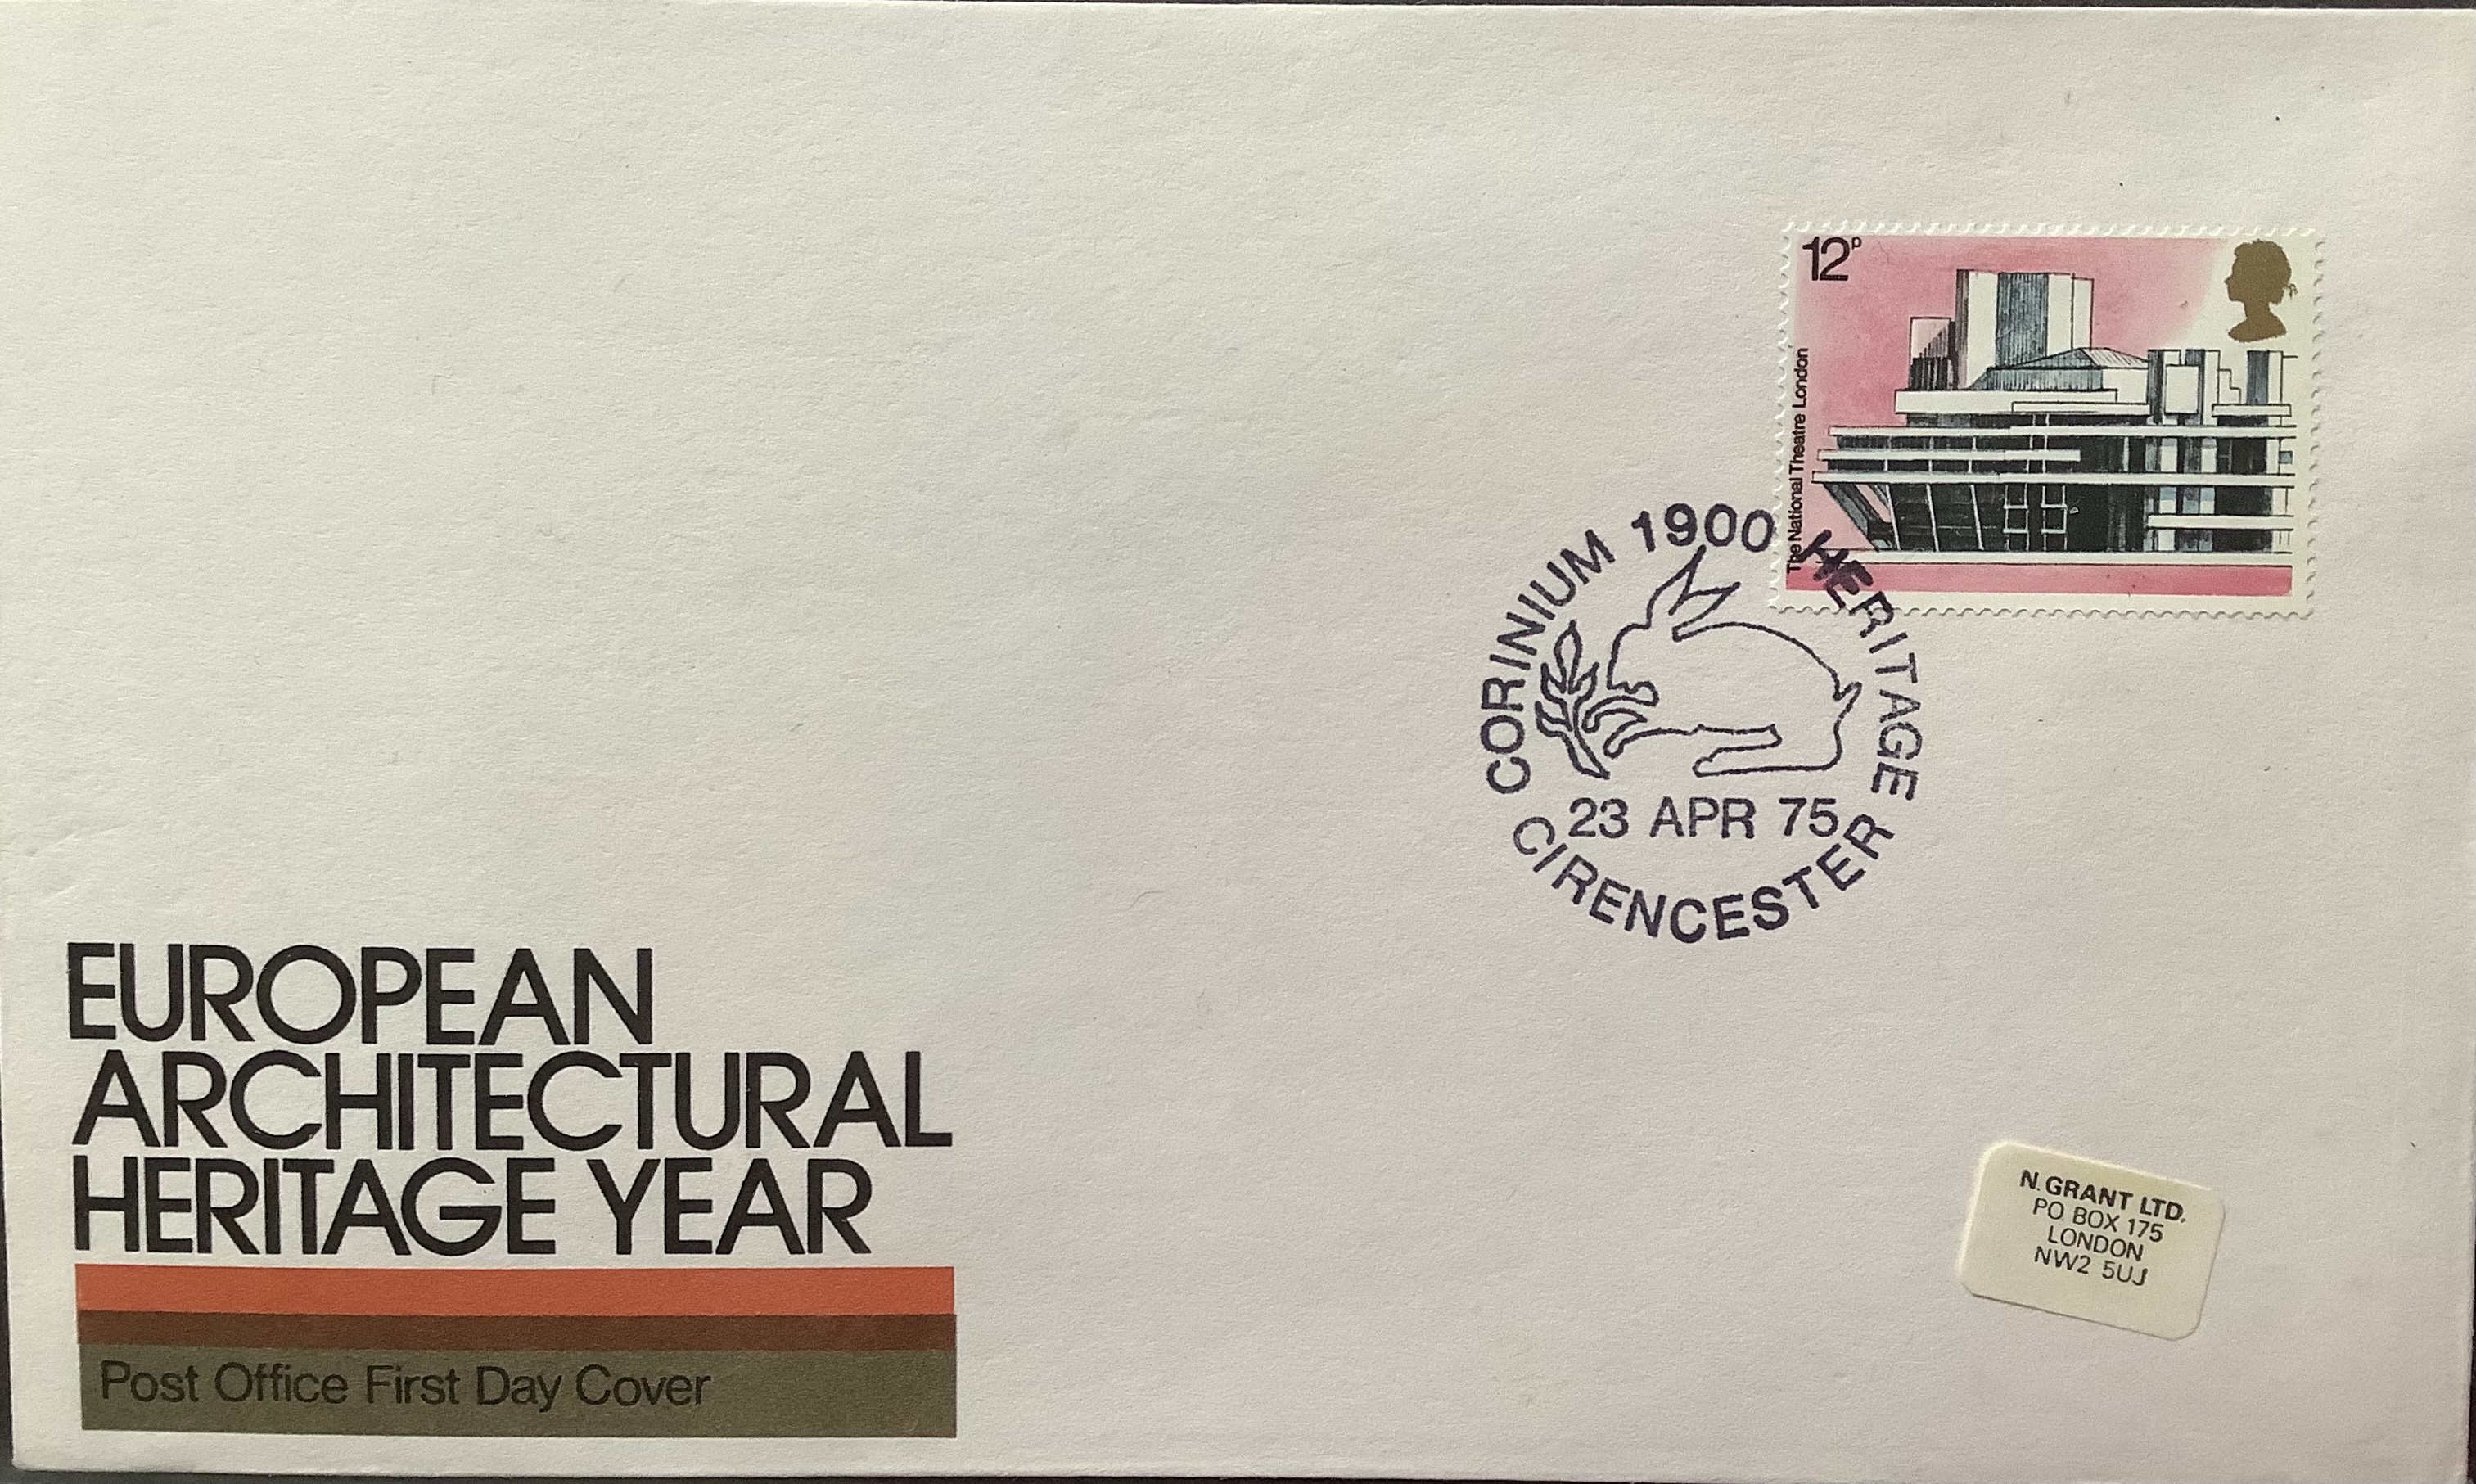 12p
The National Theatre London
CORINIUM 1900 HERITAGE
23 APR 75
CIRENCESTER
EUROPEAN
ARCHITECTURAL
HERITAGE YEAR
Post Office First Day Cover
N. GRANT LTD.
PO BOX 175
LONDON
NW2 5UJ